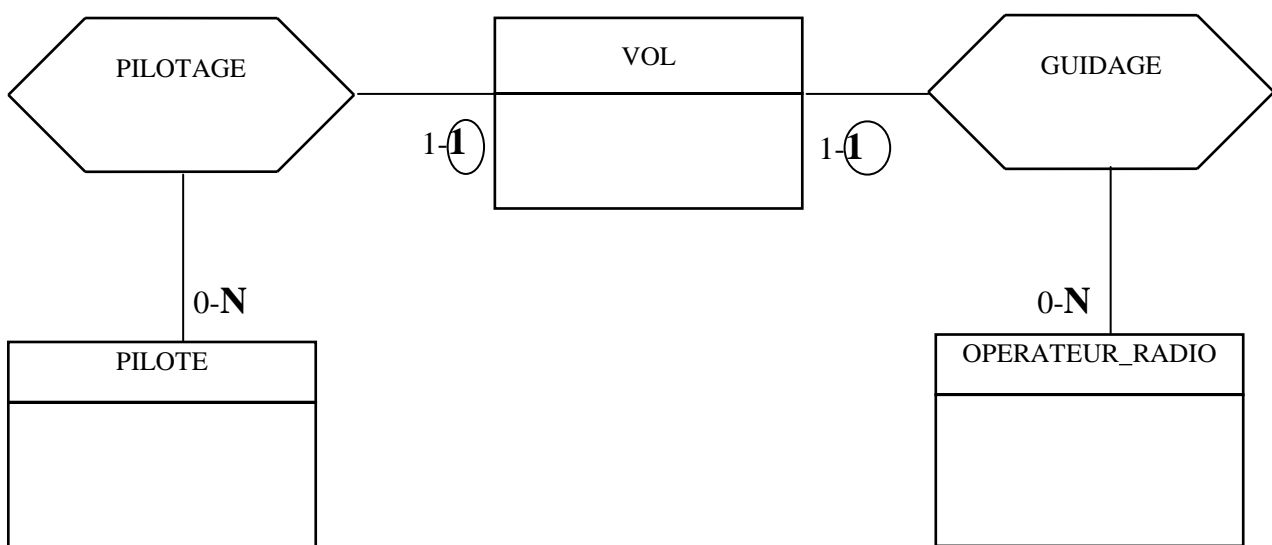 PILOTAGE
VOL
GUIDAGE
1-1
1-1
0-N
0-N
PILOTE
OPERATEUR_RADIO